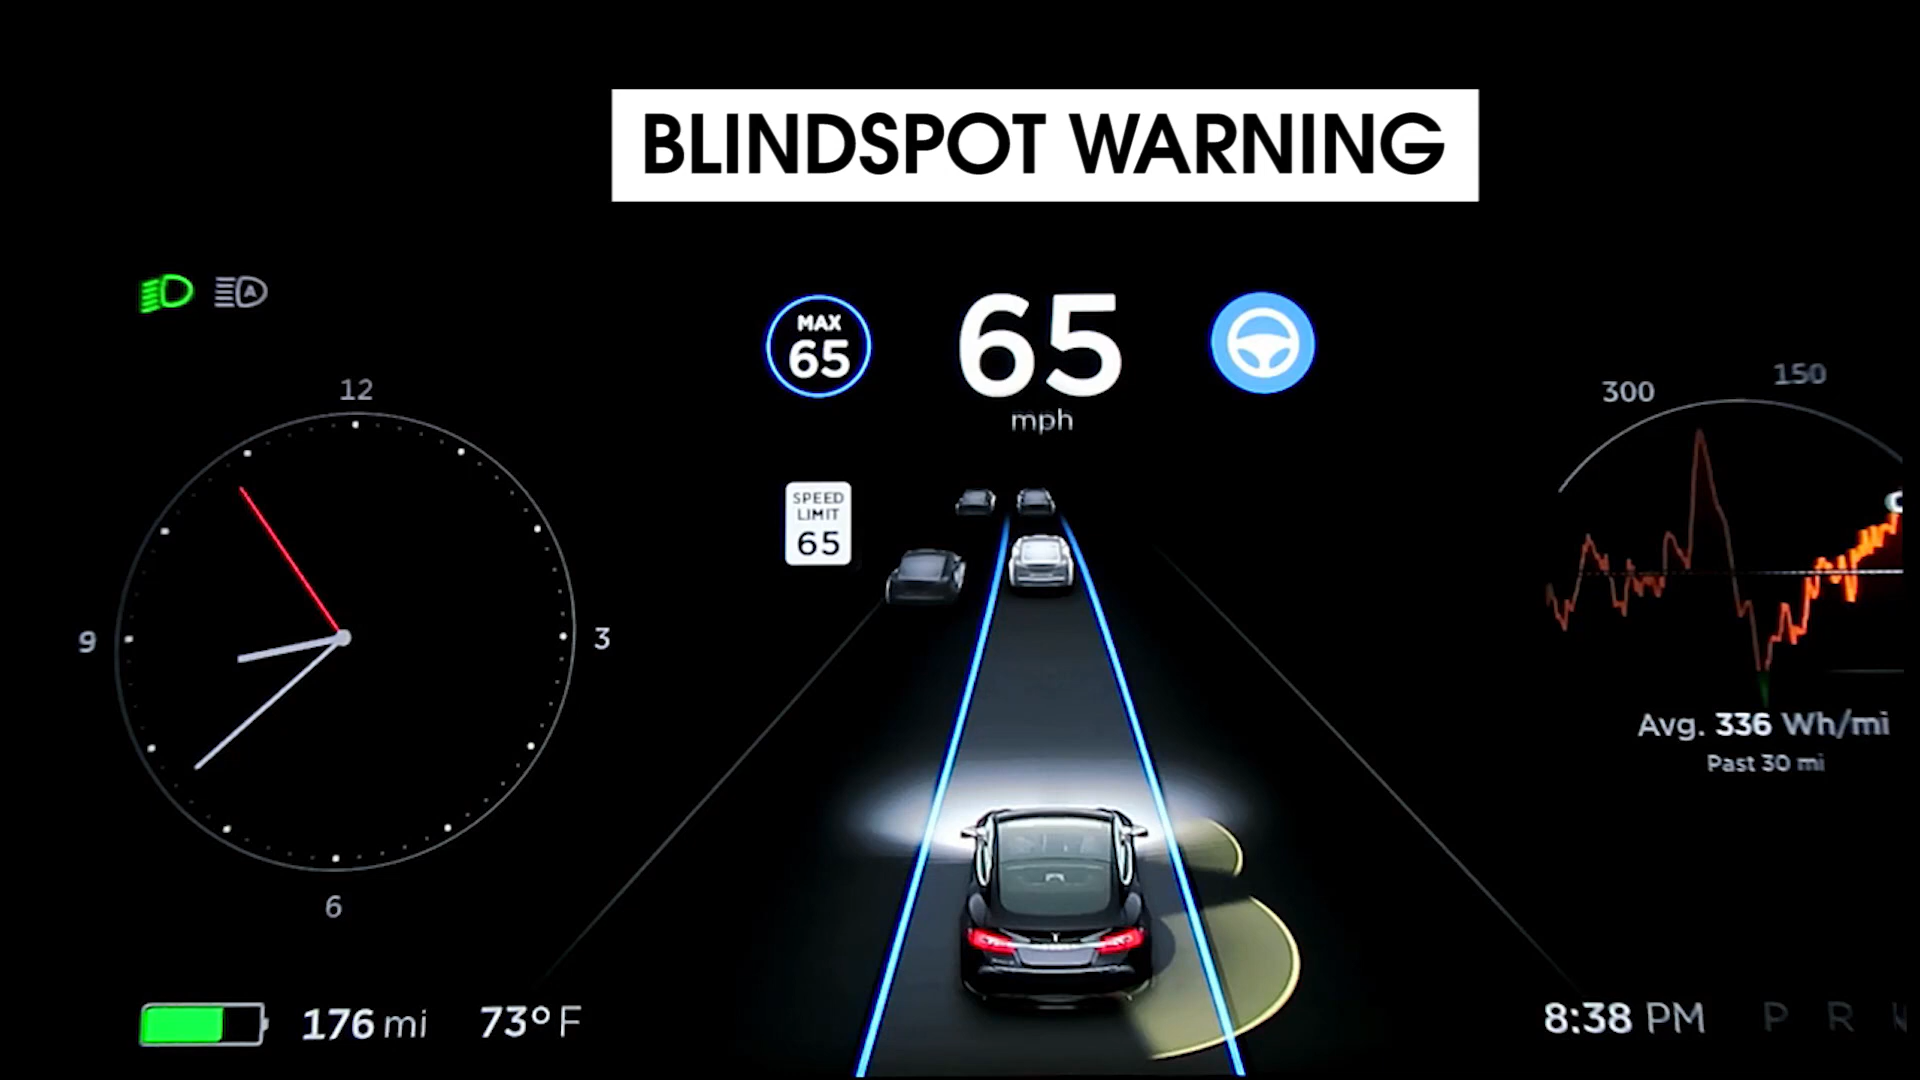 BLINDSPOT WARNING
A
MAX
65
65
mph
SPEED
LIMIT
65
12
9
3
6
300
150
Avg. 336 Wh/mi
Past 30 mi
176 mi
73°F
8:38 PM
P R